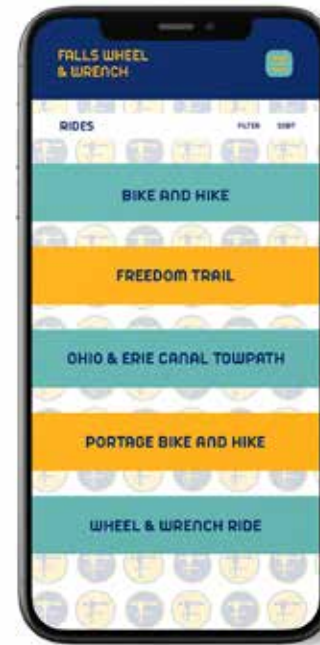 FALLS WHEEL
& WRENCH
RIDES
FILTER
SORT
BIKE AND HIKE
FREEDOM TRAIL
OHIO & ERIE CANAL TOWPATH
PORTAGE BIKE AND HIKE
WHEEL & WRENCH RIDE